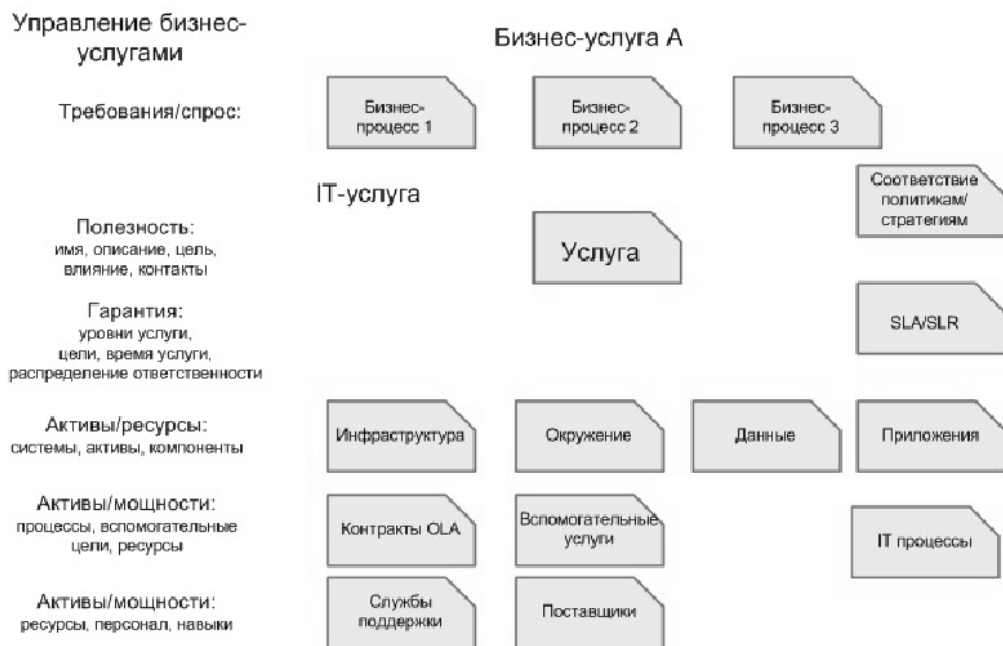 Управление бизнес-
услугами
Бизнес-услуга А
Требования/спрос:
Бизнес-
процесс 1
Бизнес-
процесс 2
Бизнес-
процесс 3
IT-услуга
Соответствие
политикам/
стратегиям
Полезность:
имя, описание, цель,
влияние, контакты
Услуга
Гарантия:
уровни услуги,
цели, время услуги,
распределение ответственности
SLA/SLR
Активы/ресурсы:
системы, активы, компоненты
Инфраструктура
Окружение
Данные
Приложения
Активы/мощности:
процессы, вспомогательные
цели, ресурсы
Контракты OLA
Вспомогательные
услуги
IT процессы
Активы/мощности:
ресурсы, персонал, навыки
Службы
поддержки
Поставщики